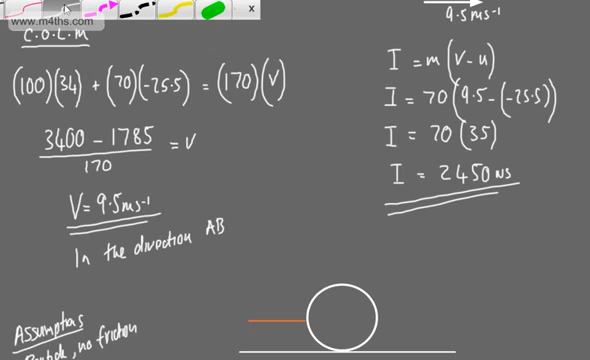 www.m4ths.com
C.O.L.M
(100)(34) + (70)(-25.5) = (170)(V)
3400 - 1785
170
= V
V = 9.5ms-1
In the direction AB
Assumptions
, no friction
9.5ms-1
I = m(V-u)
I = 70(9.5-(-25.5))
I = 70(35)
I = 2450 NS
x